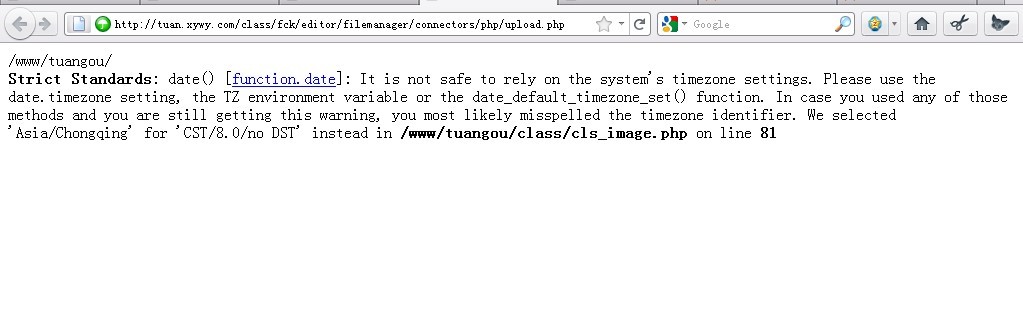 http://tuan.xywy.com/class/fck/editor/filemanager/connectors/php/upload.php
Google
/www/tuangou/
Strict Standards: date() [function.date]: It is not safe to rely on the system's timezone settings. Please use the
date.timezone setting, the TZ environment variable or the date_default_timezone_set() function. In case you used any of those
methods and you are still getting this warning, you most likely misspelled the timezone identifier. We selected
'Asia/Chongqing' for 'CST/8.0/no DST' instead in /www/tuangou/class/cls_image.php on line 81